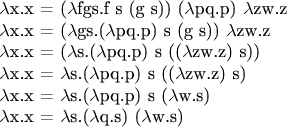 λx.x = (λfgs.f s (g s)) (λpq.p) λzw.z
λx.x = (λgs.(λpq.p) s (g s)) λzw.z
λx.x = (λs.(λpq.p) s ((λzw.z) s))
λx.x = λs.(λpq.p) s ((λzw.z) s)
λx.x = λs.(λpq.p) s (λw.s)
λx.x = λs.(λq.s) (λw.s)